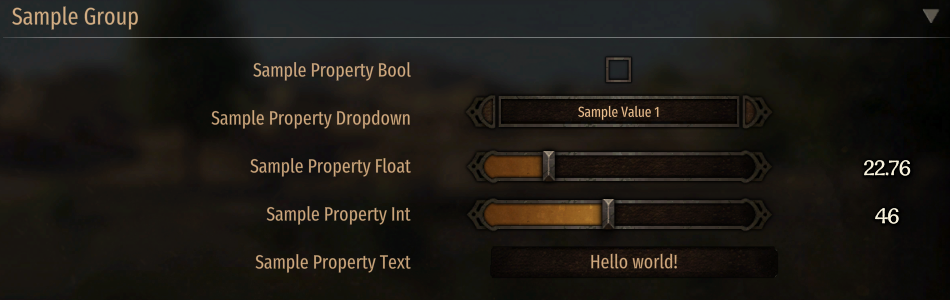 Sample Group
Sample Property Bool
Sample Property Dropdown
Sample Value 1
Sample Property Float
22.76
Sample Property Int
46
Sample Property Text
Hello world!